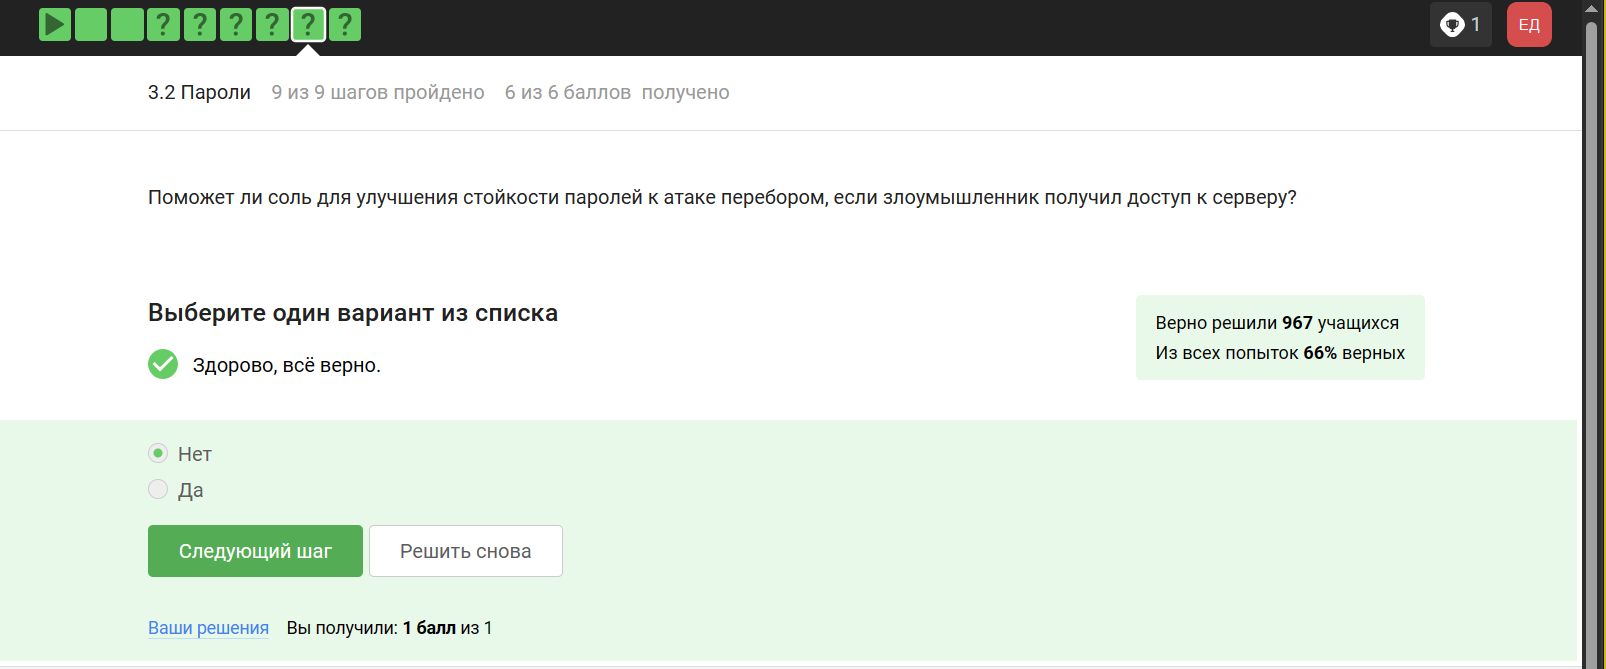 ? ? ? ? ? ?
1
ЕД
3.2 Пароли 9 из 9 шагов пройдено 6 из 6 баллов получено
Поможет ли соль для улучшения стойкости паролей к атаке перебором, если злоумышленник получил доступ к серверу?
Выберите один вариант из списка
Здорово, всё верно.
Верно решили 967 учащихся
Из всех попыток 66% верных
Нет
Да
Следующий шаг
Решить снова
Ваши решения Вы получили: 1 балл из 1